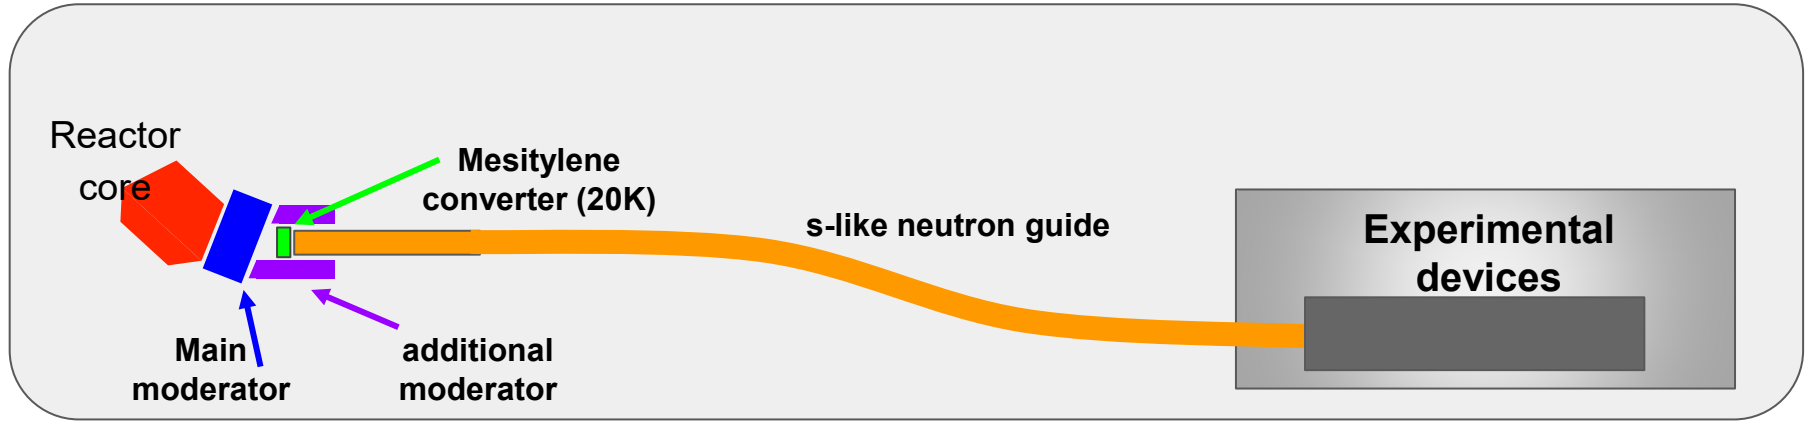 Reactor
core
Mesitylene
converter (20K)
s-like neutron guide
Experimental
devices
Main
moderator
additional
moderator